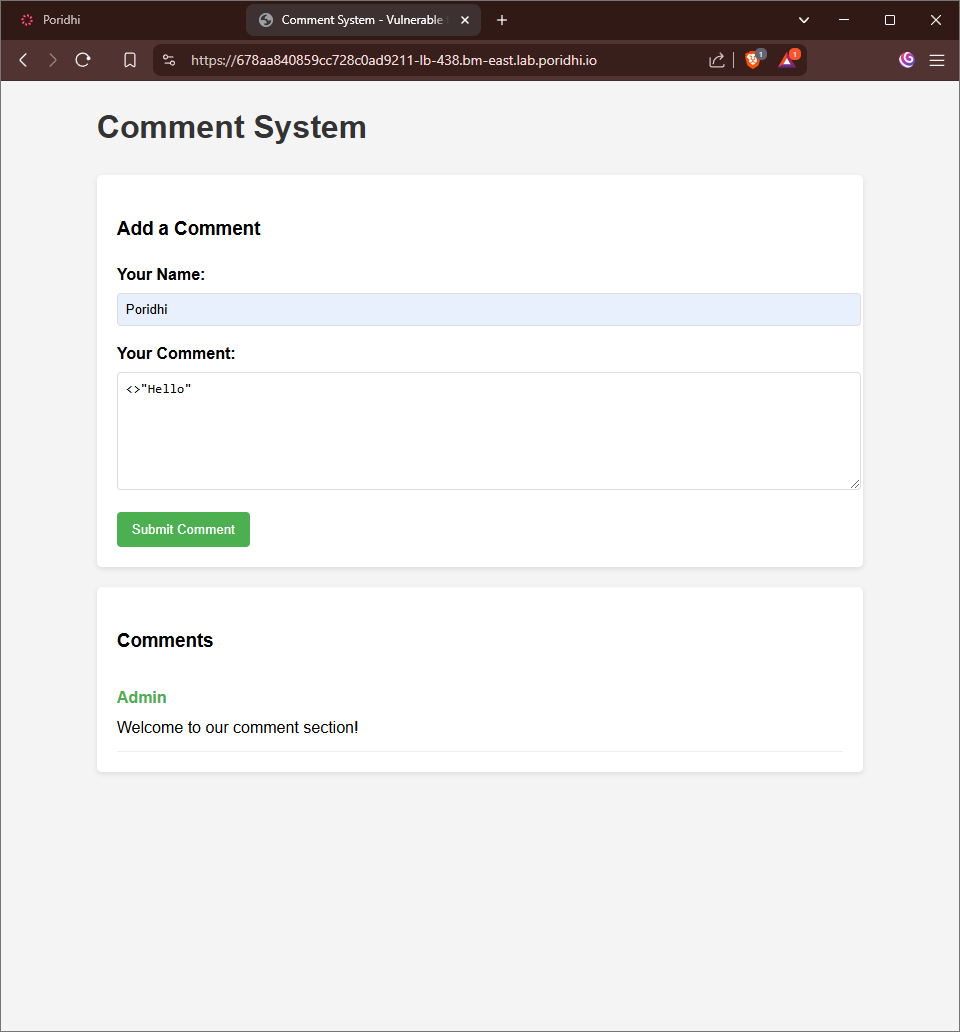 Poridhi
Comment System - Vulnerable
https://678aa840859cc728c0ad9211-lb-438.bm-east.lab.poridhi.io
1
1
Comment System
Add a Comment
Your Name:
Poridhi
Your Comment:
<>"Hello"
Submit Comment
Comments
Admin
Welcome to our comment section!